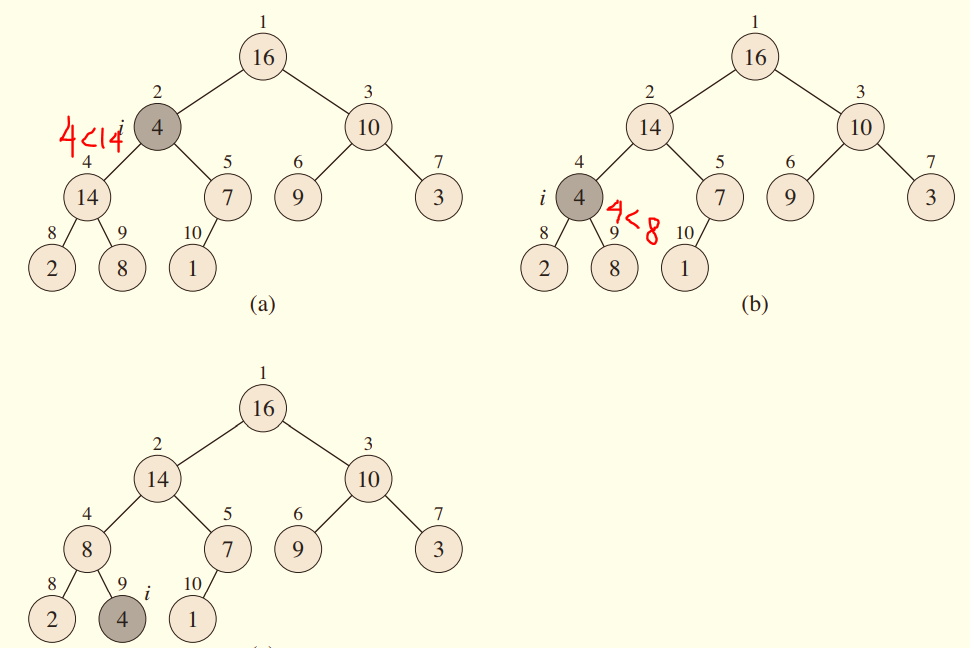 1 1
16 16
2 3 2 3
i 4 10 14 10
4<14 4<8
4 5 6 7 4 5 6 7
14 7 9 3 i 4 7 9 3
8 9 10 8 9 10
2 8 1 2 8 1
(a) (b)
1
16
2 3
14 10
4 5 6 7
8 7 9 3
8 9 i 10
2 4 1